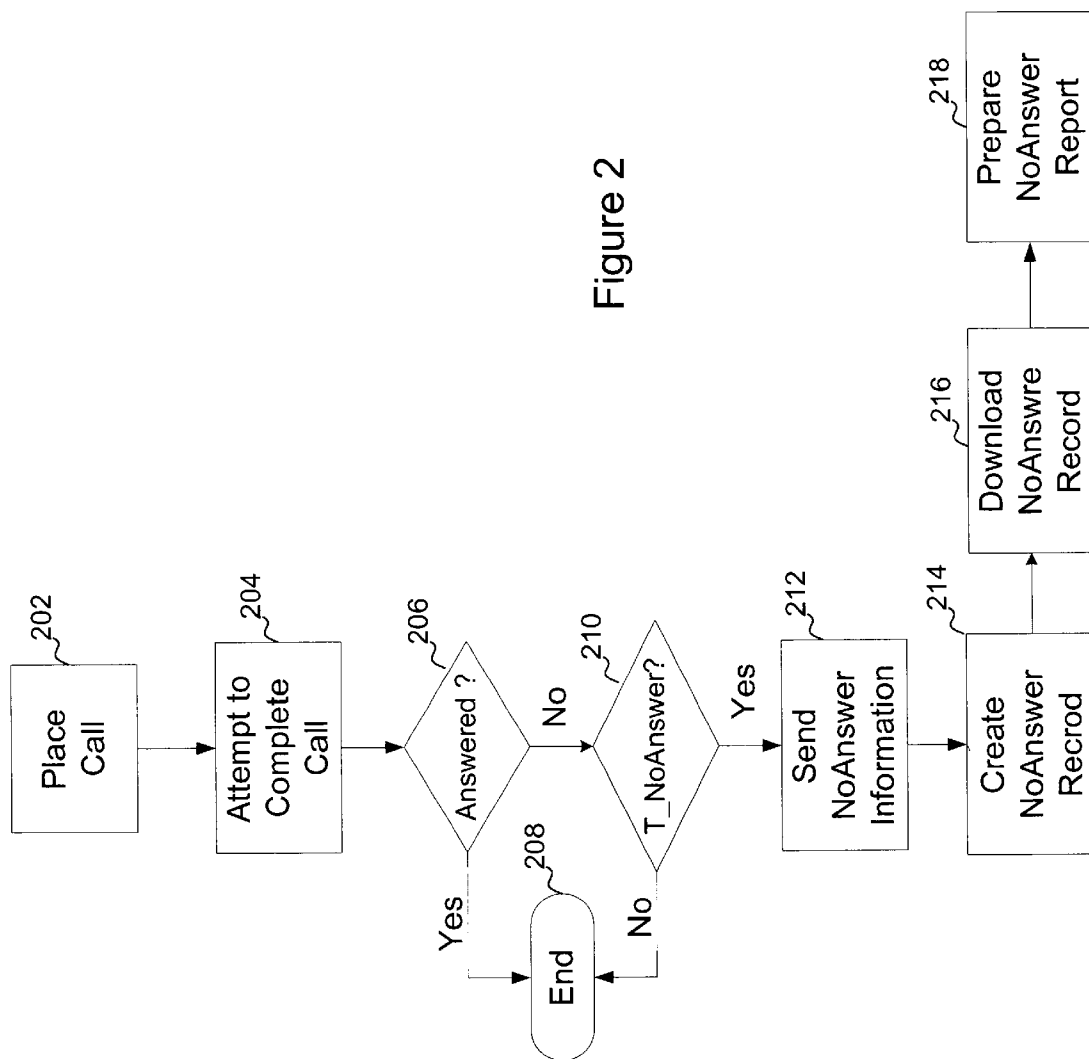 202
Place
Call
204
Attempt to
Complete
Call
206
Answered ?
Yes
No
208
End
210
T_NoAnswer?
No
Yes
212
Send
NoAnswer
Information
214
Create
NoAnswer
Recrod
216
Download
NoAnswre
Record
218
Prepare
NoAnswer
Report
Figure 2